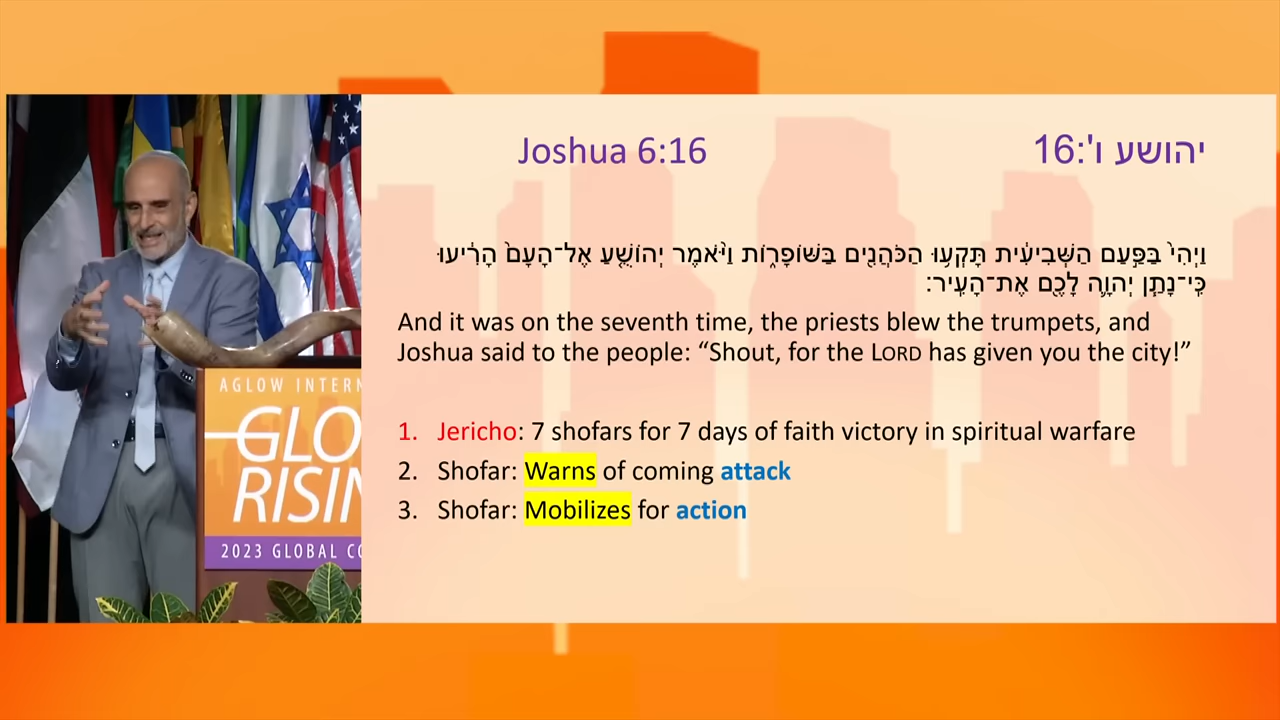 Joshua 6:16
יהושע ו':16
וַיְהִי֙ בַּפַּ֣עַם הַשְּׁבִיעִ֔ית תָּקְע֥וּ הַכֹּהֲנִ֖ים בַּשּׁוֹפָר֑וֹת וַיֹּ֨אמֶר יְהוֹשֻׁ֤עַ אֶל־הָעָם֙ הָרִ֔יעוּ
כִּֽי־נָתַ֧ן יְהוָ֛ה לָכֶ֖ם אֶת־הָעִֽיר׃
And it was on the seventh time, the priests blew the trumpets, and
Joshua said to the people: “Shout, for the LORD has given you the city!”
1. Jericho: 7 shofars for 7 days of faith victory in spiritual warfare
2. Shofar: Warns of coming attack
3. Shofar: Mobilizes for action
AGLOW INTERN
GLO
RISIN
2023 GLOBAL CO